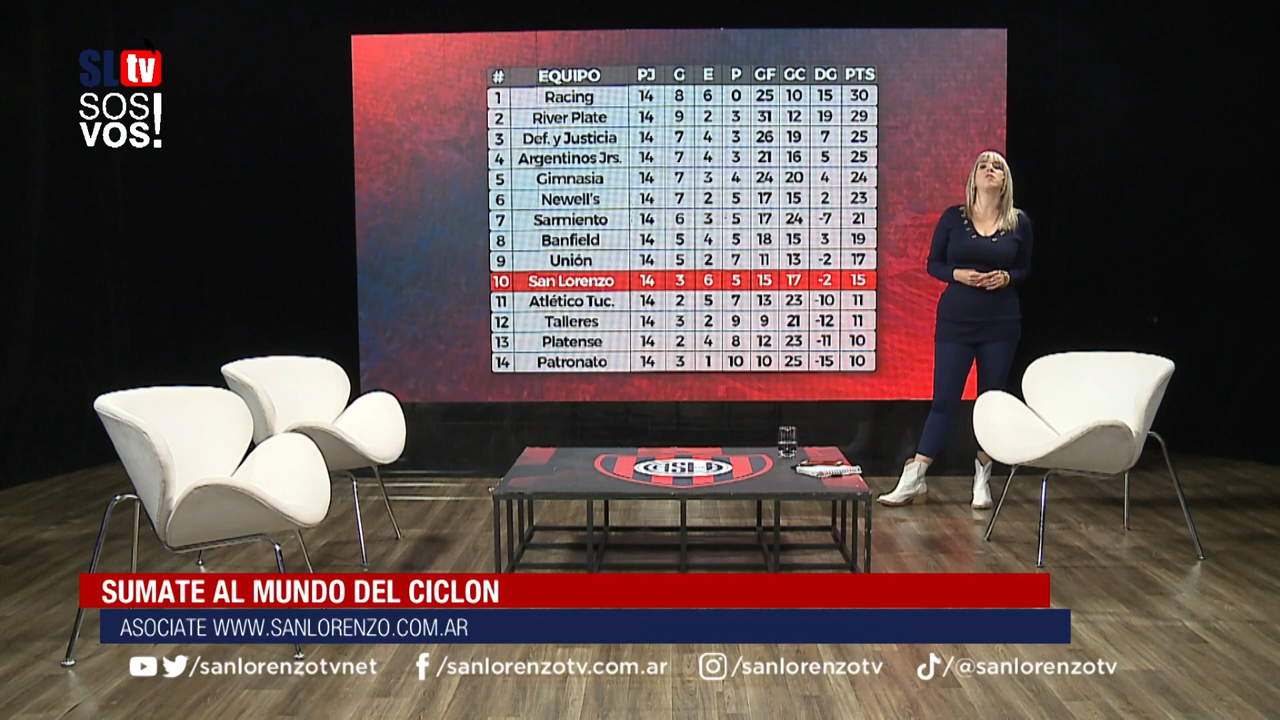 SLtv
SOS
VOS!
# EQUIPO PJ G E P GF GC DG PTS
1 Racing 14 8 6 0 25 10 15 30
2 River Plate 14 9 2 3 31 12 19 29
3 Def. y Justicia 14 7 4 3 26 19 7 25
4 Argentinos Jrs. 14 7 4 3 21 16 5 25
5 Gimnasia 14 7 3 4 24 20 4 24
6 Newell's 14 7 2 5 17 15 2 23
7 Sarmiento 14 6 3 5 17 24 -7 21
8 Banfield 14 5 4 5 18 15 3 19
9 Unión 14 5 2 7 11 13 -2 17
10 San Lorenzo 14 3 6 5 15 17 -2 15
11 Atlético Tuc. 14 2 5 7 13 23 -10 11
12 Talleres 14 3 2 9 9 21 -12 11
13 Platense 14 2 4 8 12 23 -11 10
14 Patronato 14 3 1 10 10 25 -15 10
SUMATE AL MUNDO DEL CICLON
ASOCIATE WWW.SANLORENZO.COM.AR
/sanlorenzotvnet /sanlorenzotv.com.ar /sanlorenzotv /@sanlorenzotv